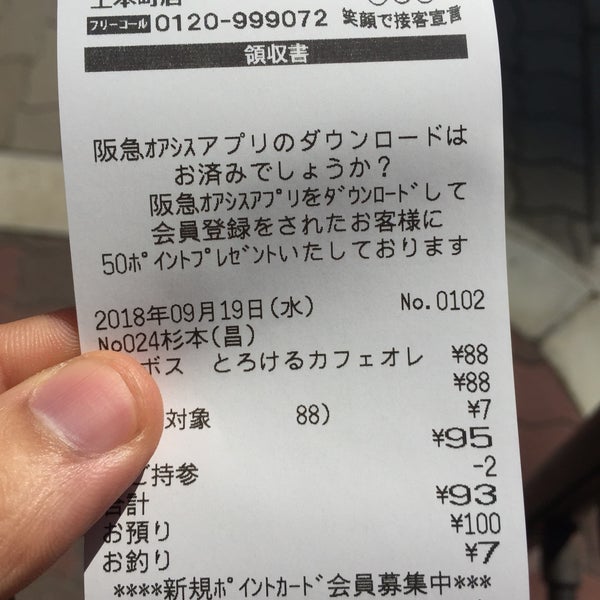 上本町店
フリーコール 0120-999072 笑顔で接客宣言
領収書
阪急ｵｱｼｽアプリのダウンロードは
お済みでしょうか？
阪急ｵｱｼｽｱﾌﾟﾘをﾀﾞｳﾝﾛｰﾄﾞして
会員登録をされたお客様に
50ﾎﾟｲﾝﾄﾌﾟﾚｾﾞﾝﾄいたしております
2018年09月19日(水) No.0102
No024杉本(昌)
ボス とろけるカフェオレ ¥88
¥88
対象 88) ¥7
¥95
ご持参 -2
合計 ¥93
お預り ¥100
お釣り ¥7
****新規ﾎﾟｲﾝﾄｶｰﾄﾞ会員募集中***